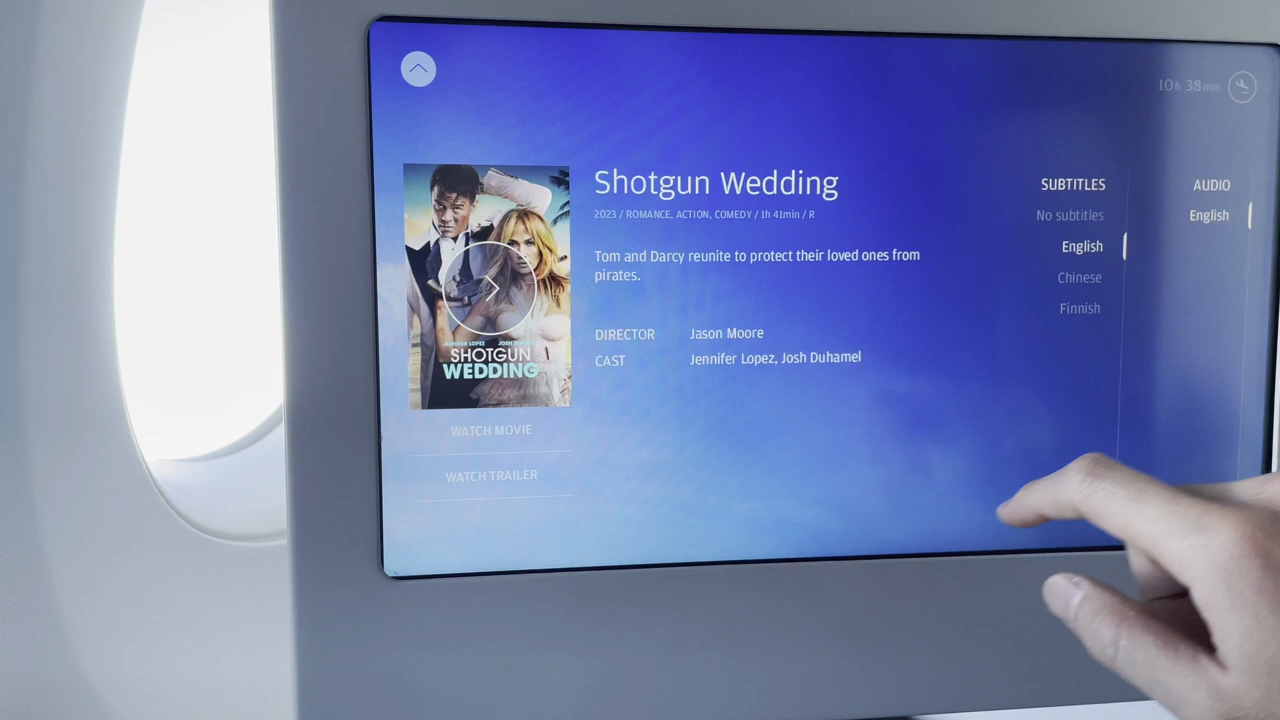 10h 38min
Shotgun Wedding
2023 / ROMANCE, ACTION, COMEDY / 1h 41min / R
Tom and Darcy reunite to protect their loved ones from
pirates.
DIRECTOR Jason Moore
CAST Jennifer Lopez, Josh Duhamel
SUBTITLES
No subtitles
English
Chinese
Finnish
AUDIO
English
JENNIFER LOPEZ JOSH
SHOTGUN
WEDDING
WATCH MOVIE
WATCH TRAILER